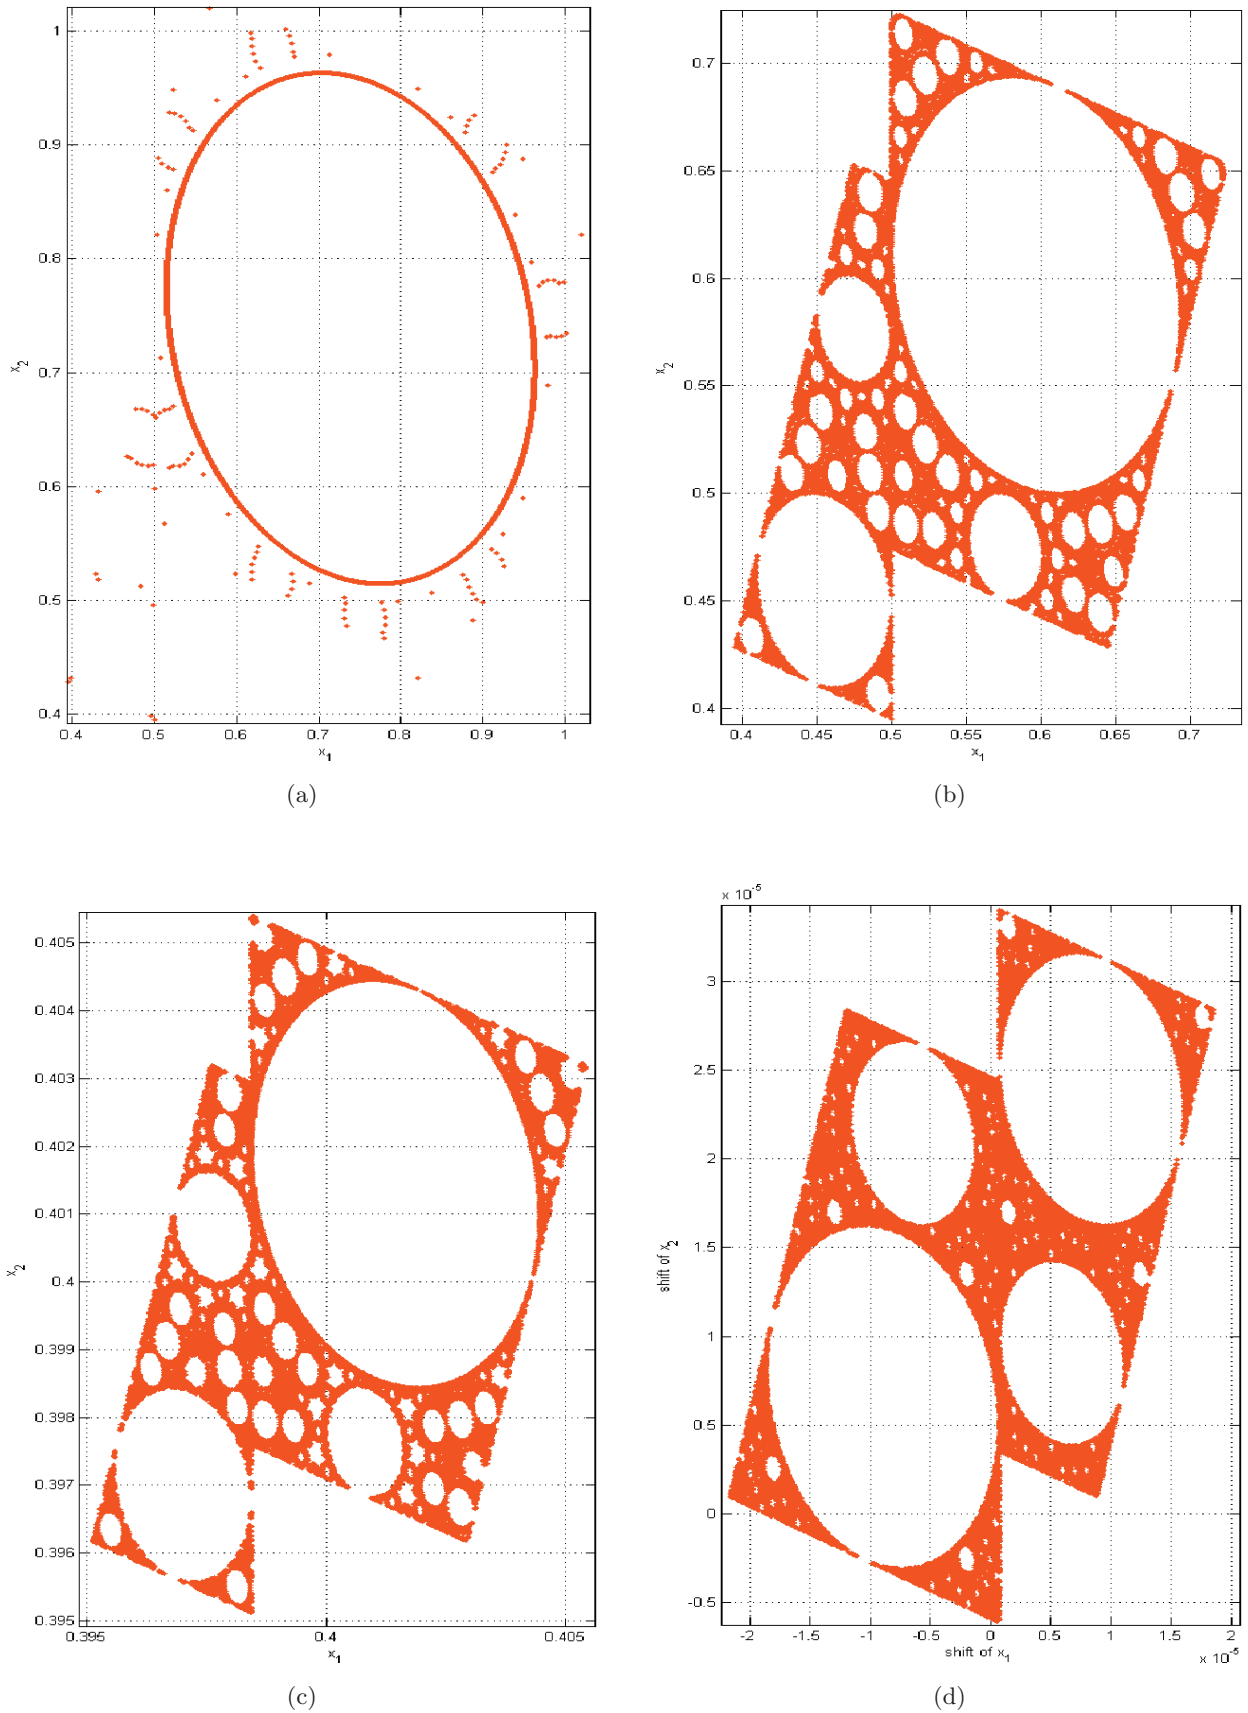 1
0.9
0.8
0.7
0.6
0.5
0.4
x2
0.4 0.5 0.6 0.7 0.8 0.9 1
x1
(a)
0.7
0.65
0.6
0.55
0.5
0.45
0.4
x2
0.4 0.45 0.5 0.55 0.6 0.65 0.7
x1
(b)
0.405
0.404
0.403
0.402
0.401
0.4
0.399
0.398
0.397
0.396
0.395
x2
0.395 0.4 0.405
x1
(c)
x 10-5
3
2.5
2
1.5
1
0.5
0
-0.5
shift of x2
-2 -1.5 -1 -0.5 0 0.5 1 1.5 2
shift of x1
x 10-5
(d)